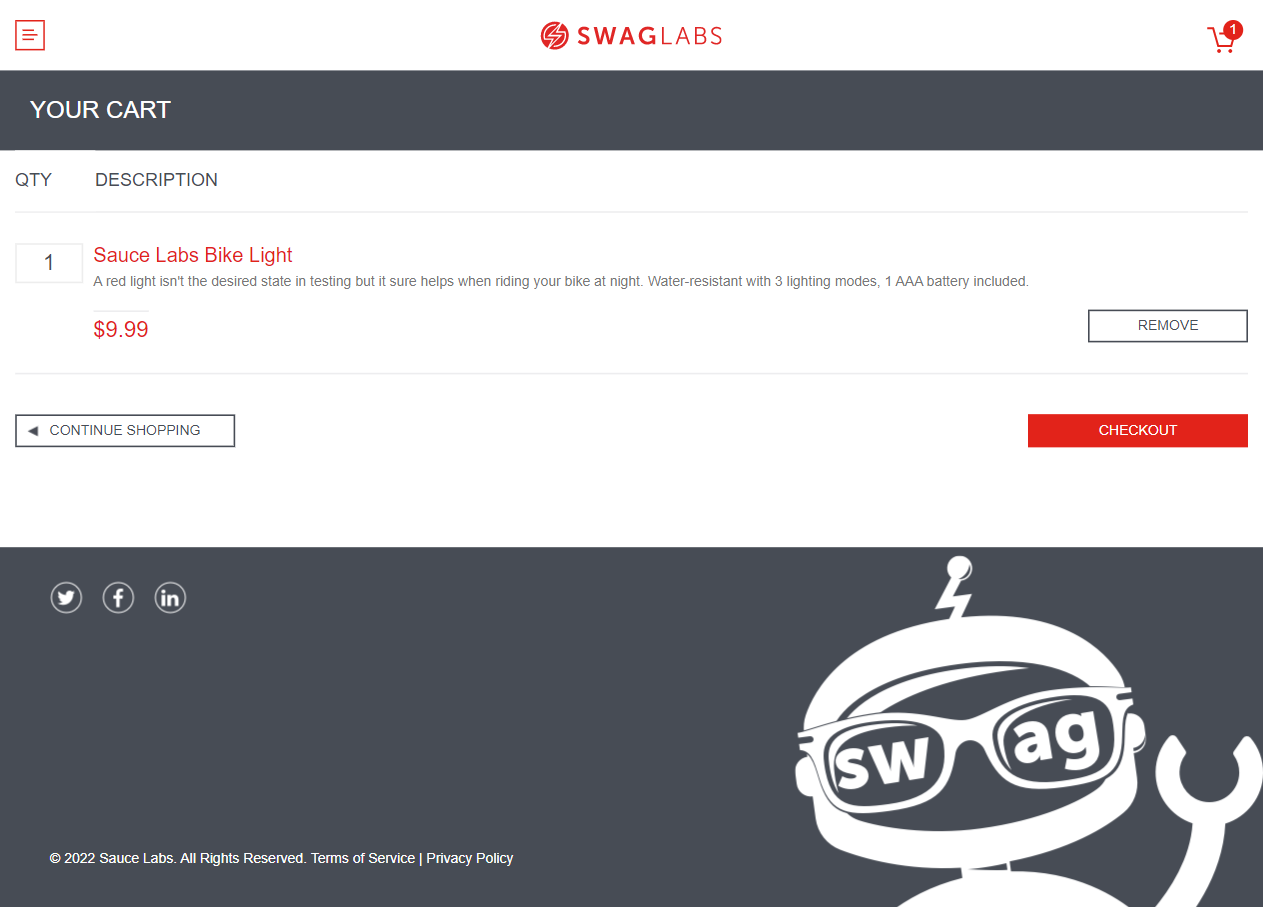 SWAGLABS
1
YOUR CART
QTY DESCRIPTION
1
Sauce Labs Bike Light
A red light isn't the desired state in testing but it sure helps when riding your bike at night. Water-resistant with 3 lighting modes, 1 AAA battery included.
$9.99
REMOVE
CONTINUE SHOPPING
CHECKOUT
swag
© 2022 Sauce Labs. All Rights Reserved. Terms of Service | Privacy Policy